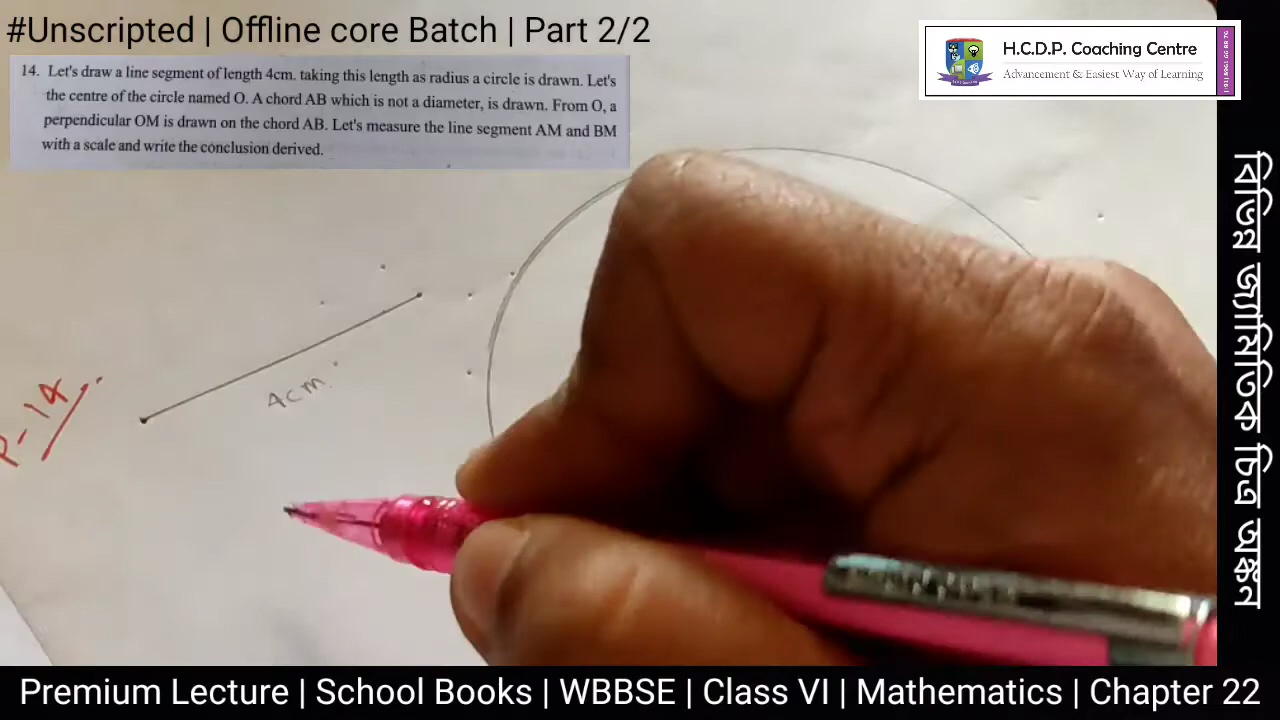 #Unscripted | Offline core Batch | Part 2/2
H.C.D.P. Coaching Centre
Advancement & Easiest Way of Learning
14. Let's draw a line segment of length 4cm. taking this length as radius a circle is drawn. Let's
the centre of the circle named O. A chord AB which is not a diameter, is drawn. From O, a
perpendicular OM is drawn on the chord AB. Let's measure the line segment AM and BM
with a scale and write the conclusion derived.
4cm.
P-14.
বিভিন্ন জ্যামিতিক চিত্র অঙ্কন
Premium Lecture | School Books | WBBSE | Class VI | Mathematics | Chapter 22